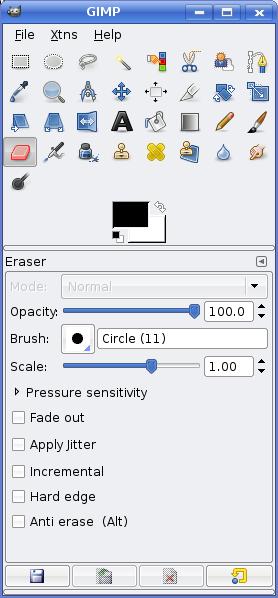 GIMP
File Xtns Help
Eraser
Mode: Normal
Opacity: 100.0
Brush: Circle (11)
Scale: 1.00
Pressure sensitivity
Fade out
Apply Jitter
Incremental
Hard edge
Anti erase (Alt)